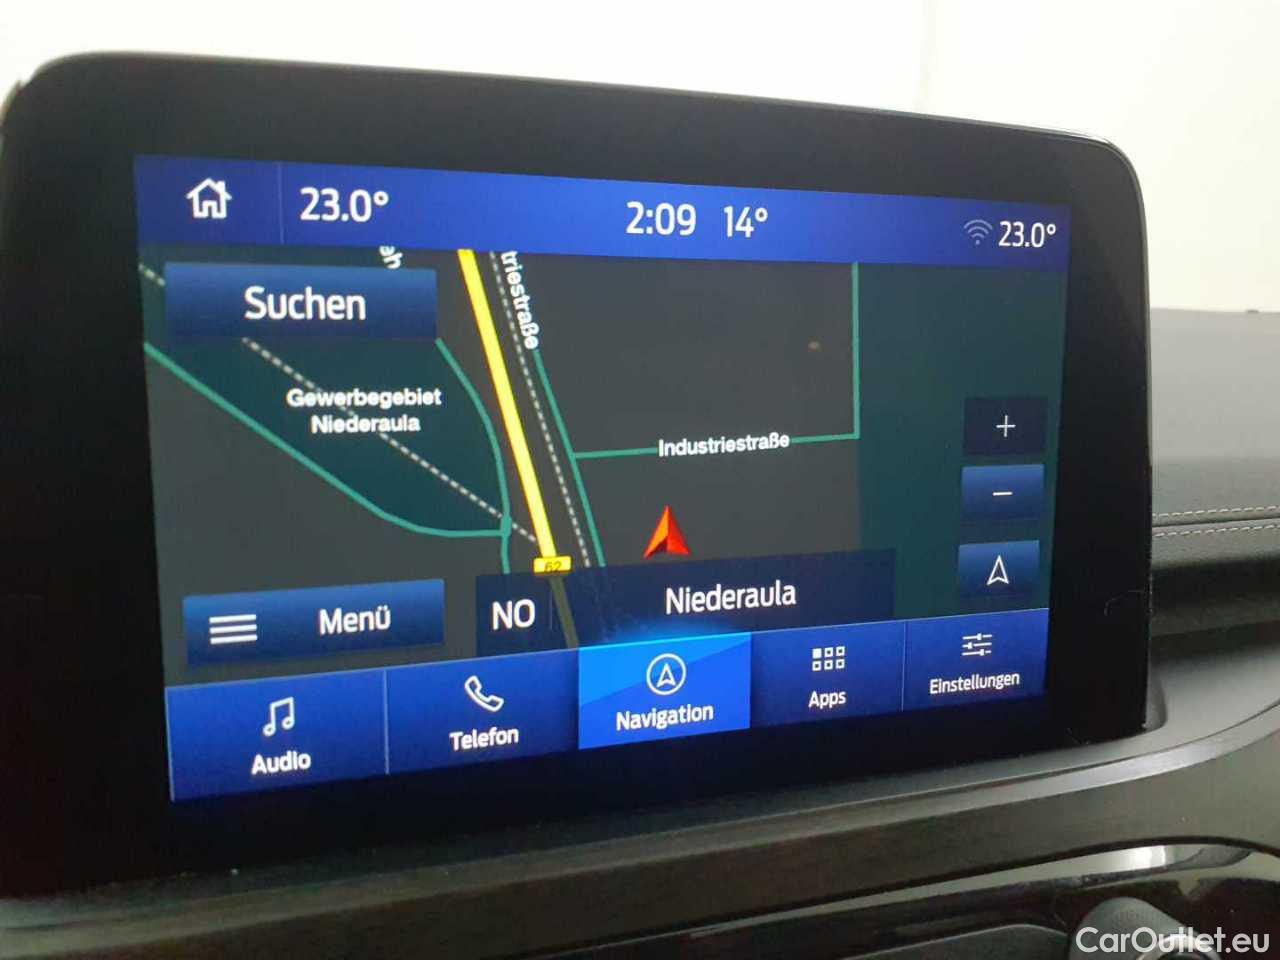 23.0°
2:09 14°
23.0°
Suchen
triestraße
Gewerbegebiet
Niederaula
Industriestraße
+
−
62
Menü
NO
Niederaula
Audio
Telefon
Navigation
Apps
Einstellungen
CarOutlet.eu